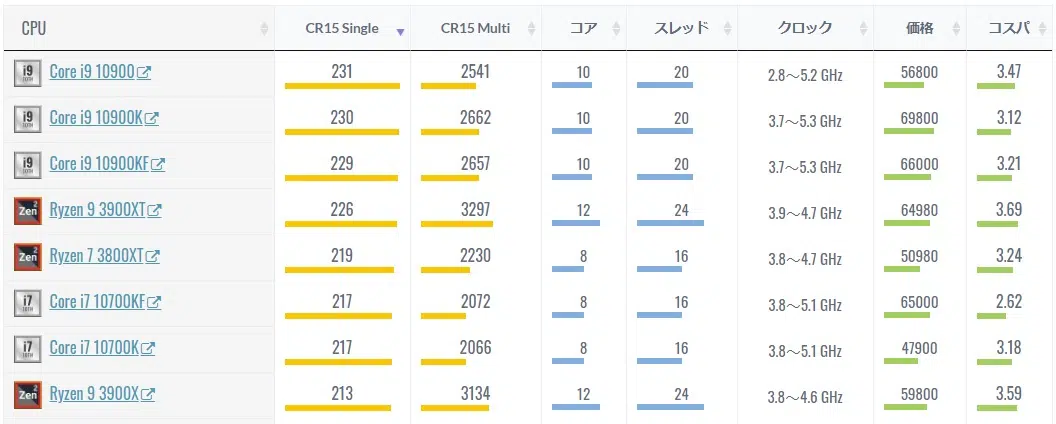 CPU CR15 Single CR15 Multi コア スレッド クロック 価格 コスパ
i9 10TH Core i9 10900 231 2541 10 20 2.8～5.2 GHz 56800 3.47
i9 10TH Core i9 10900K 230 2662 10 20 3.7～5.3 GHz 69800 3.12
i9 10TH Core i9 10900KF 229 2657 10 20 3.7～5.3 GHz 66000 3.21
Zen 2 Ryzen 9 3900XT 226 3297 12 24 3.9～4.7 GHz 64980 3.69
Zen 2 Ryzen 7 3800XT 219 2230 8 16 3.8～4.7 GHz 50980 3.24
i7 10TH Core i7 10700KF 217 2072 8 16 3.8～5.1 GHz 65000 2.62
i7 10TH Core i7 10700K 217 2066 8 16 3.8～5.1 GHz 47900 3.18
Zen 2 Ryzen 9 3900X 213 3134 12 24 3.8～4.6 GHz 59800 3.59